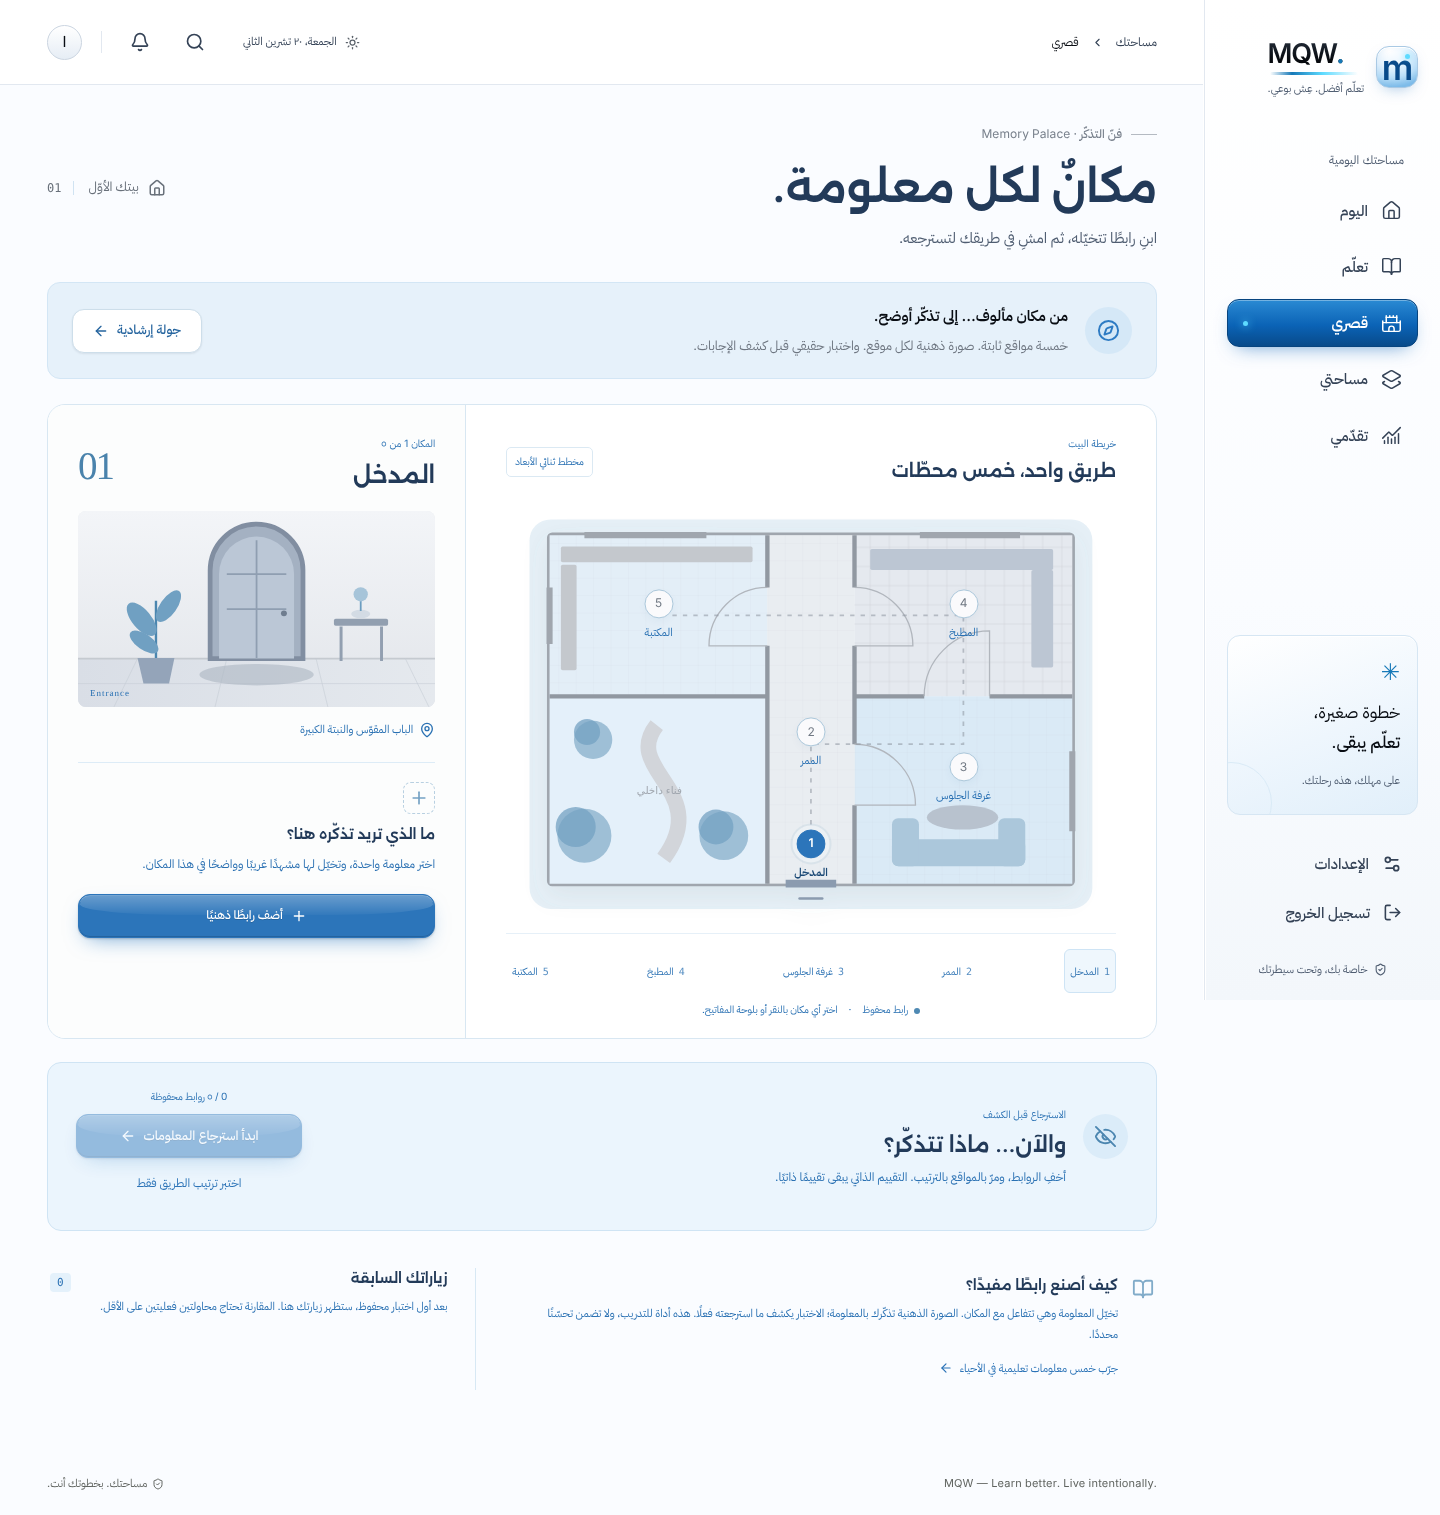 MQW.
تعلّم أفضل. عِش بوعي.
مساحتك اليومية
اليوم
تعلّم
قصري
مساحتي
تقدّمي
خطوة صغيرة،
تعلّم يبقى.
على مهلك، هذه رحلتك.
الإعدادات
تسجيل الخروج
خاصة بك، وتحت سيطرتك
مساحتك
قصري
الجمعة، ٢٠ تشرين الثاني
ا
فنّ التذكّر · Memory Palace
مكانٌ لكل معلومة.
ابنِ رابطًا تتخيّله، ثم امشِ في طريقك لتسترجعه.
بيتك الأوّل
01
من مكان مألوف... إلى تذكّر أوضح.
خمسة مواقع ثابتة. صورة ذهنية لكل موقع. واختبار حقيقي قبل كشف الإجابات.
جولة إرشادية
خريطة البيت
طريق واحد، خمس محطّات
مخطط ثنائي الأبعاد
5
المكتبة
4
المطبخ
2
الممر
3
غرفة الجلوس
فناء داخلي
1
المدخل
1 المدخل
2 الممر
3 غرفة الجلوس
4 المطبخ
5 المكتبة
رابط محفوظ · اختر أي مكان بالنقر أو بلوحة المفاتيح.
المكان 1 من ٥
المدخل
01
Entrance
الباب المقوّس والنبتة الكبيرة
ما الذي تريد تذكّره هنا؟
اختر معلومة واحدة، وتخيّل لها مشهدًا غريبًا وواضحًا في هذا المكان.
أضف رابطًا ذهنيًا
الاسترجاع قبل الكشف
والآن... ماذا تتذكّر؟
أخفِ الروابط، ومرّ بالمواقع بالترتيب. التقييم الذاتي يبقى تقييمًا ذاتيًا.
0 / ٥ روابط محفوظة
ابدأ استرجاع المعلومات
اختبر ترتيب الطريق فقط
كيف أصنع رابطًا مفيدًا؟
تخيّل المعلومة وهي تتفاعل مع المكان. الصورة الذهنية تذكّرك بالمعلومة؛ الاختبار يكشف ما استرجعته فعلًا. هذه أداة للتدريب، ولا تضمن تحسّنًا
محددًا.
جرّب خمس معلومات تعليمية في الأحياء
زياراتك السابقة
0
بعد أول اختبار محفوظ، ستظهر زيارتك هنا. المقارنة تحتاج محاولتين فعليتين على الأقل.
MQW — Learn better. Live intentionally.
مساحتك. بخطوتك أنت.